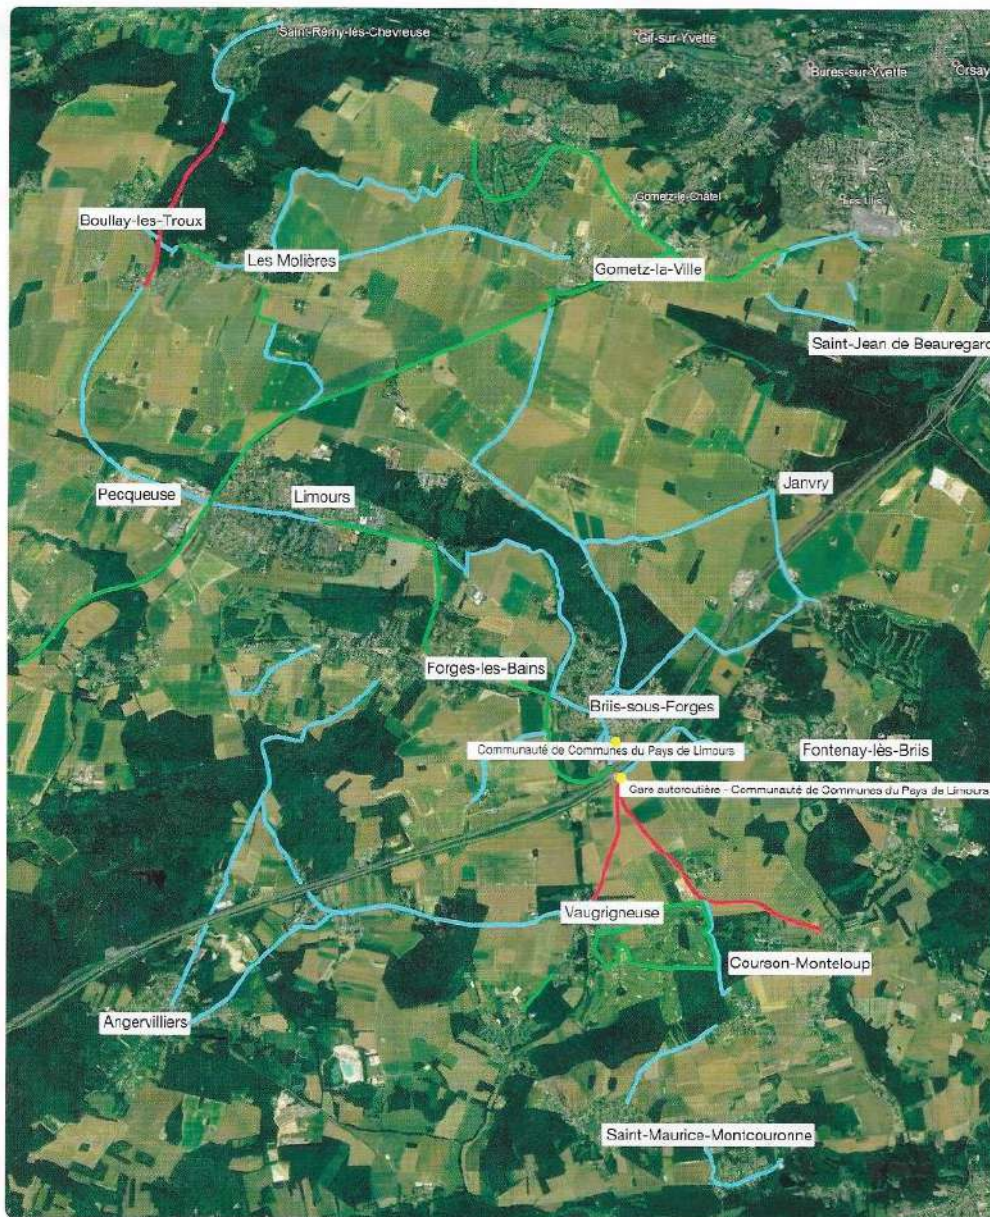 Saint-Rémy-lès-Chevreuse
Gif-sur-Yvette
Bures-sur-Yvette
Orsay
Boullay-les-Troux
Gometz-le-Châtel
Les Ulis
Les Molières
Gometz-la-Ville
Saint-Jean de Beauregard
Pecqueuse
Limours
Janvry
Forges-les-Bains
Briis-sous-Forges
Communauté de Communes du Pays de Limours
Fontenay-lès-Briis
Gare autoroutière - Communauté de Communes du Pays de Limours
Vaugrigneuse
Courson-Monteloup
Angervilliers
Saint-Maurice-Montcouronne